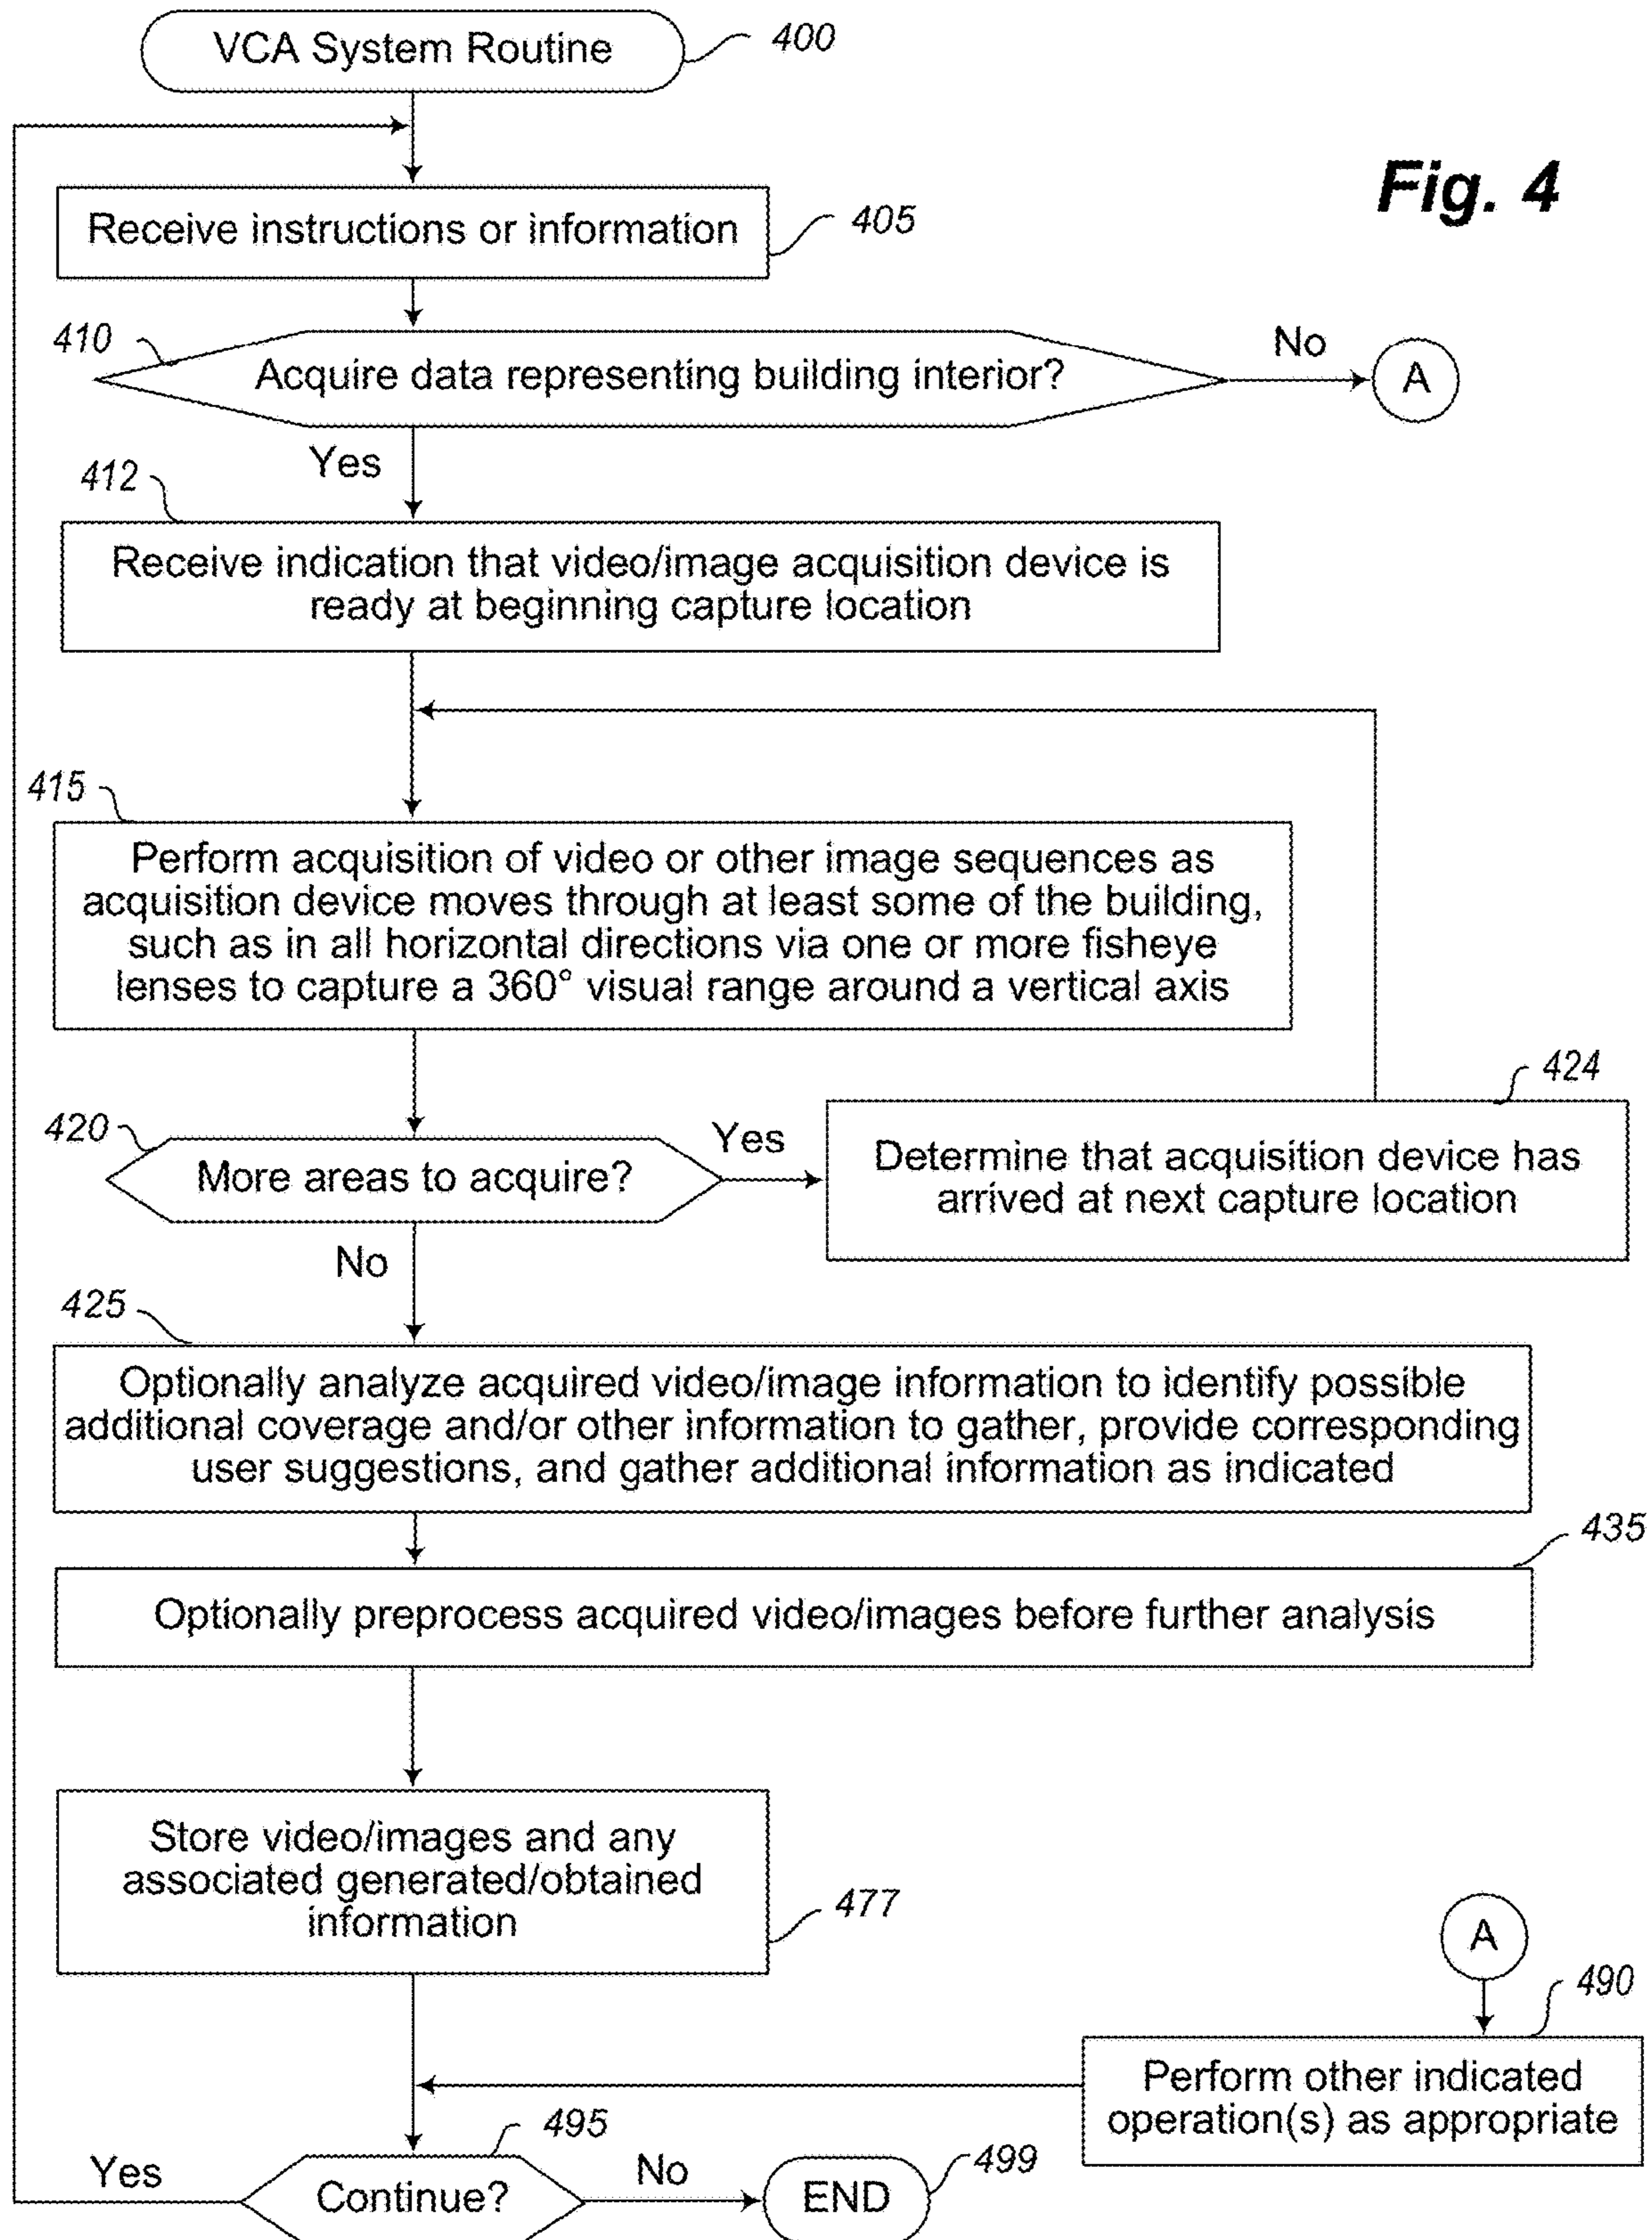 VCA System Routine
400
Fig. 4
Receive instructions or information
405
410
Acquire data representing building interior?
No
A
Yes
412
Receive indication that video/image acquisition device is
ready at beginning capture location
415
Perform acquisition of video or other image sequences as
acquisition device moves through at least some of the building,
such as in all horizontal directions via one or more fisheye
lenses to capture a 360° visual range around a vertical axis
420
More areas to acquire?
Yes
424
Determine that acquisition device has
arrived at next capture location
No
425
Optionally analyze acquired video/image information to identify possible
additional coverage and/or other information to gather, provide corresponding
user suggestions, and gather additional information as indicated
435
Optionally preprocess acquired video/images before further analysis
Store video/images and any
associated generated/obtained
information
477
A
490
Perform other indicated
operation(s) as appropriate
495
Yes
Continue?
No
END
499